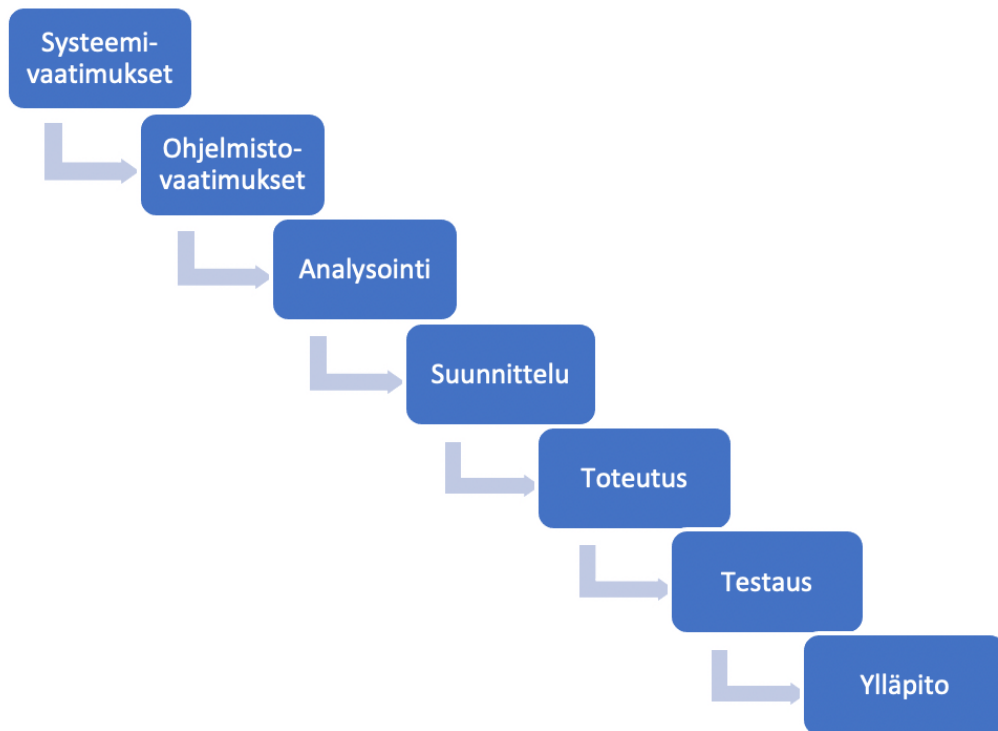 Systeemi-
vaatimukset
Ohjelmisto-
vaatimukset
Analysointi
Suunnittelu
Toteutus
Testaus
Ylläpito